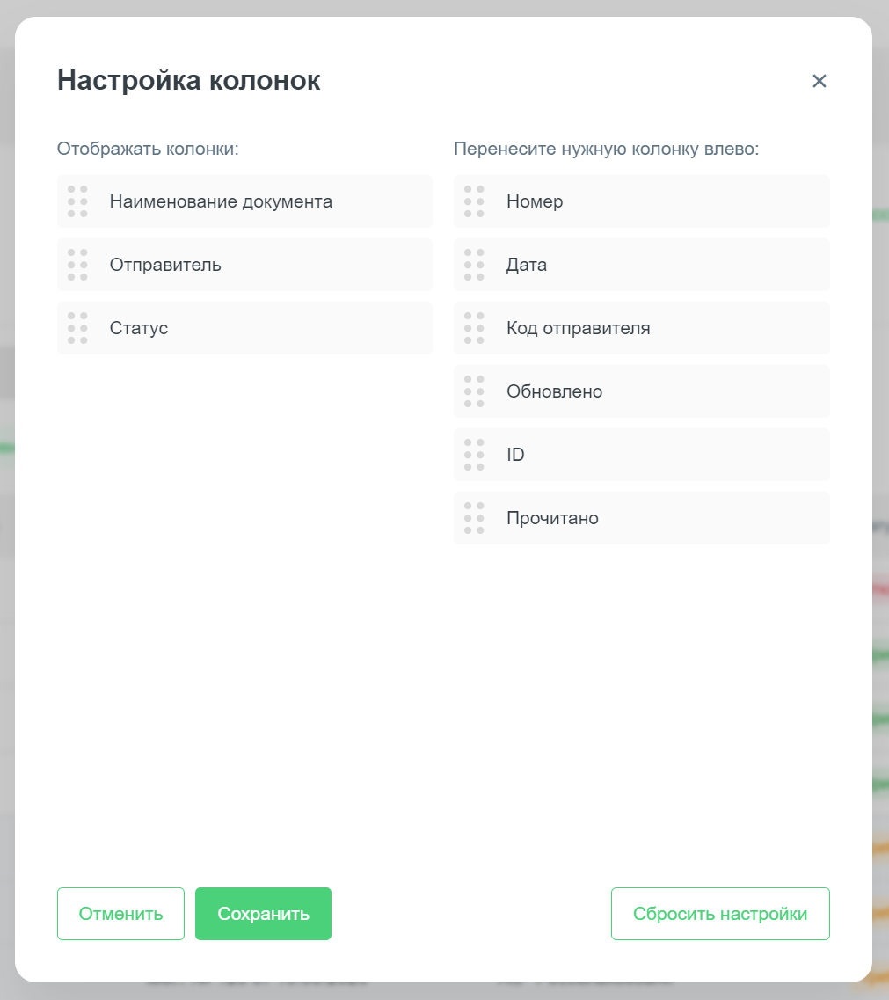 Настройка колонок
Отображать колонки:
Наименование документа
Отправитель
Статус
Перенесите нужную колонку влево:
Номер
Дата
Код отправителя
Обновлено
ID
Прочитано
Отменить
Сохранить
Сбросить настройки